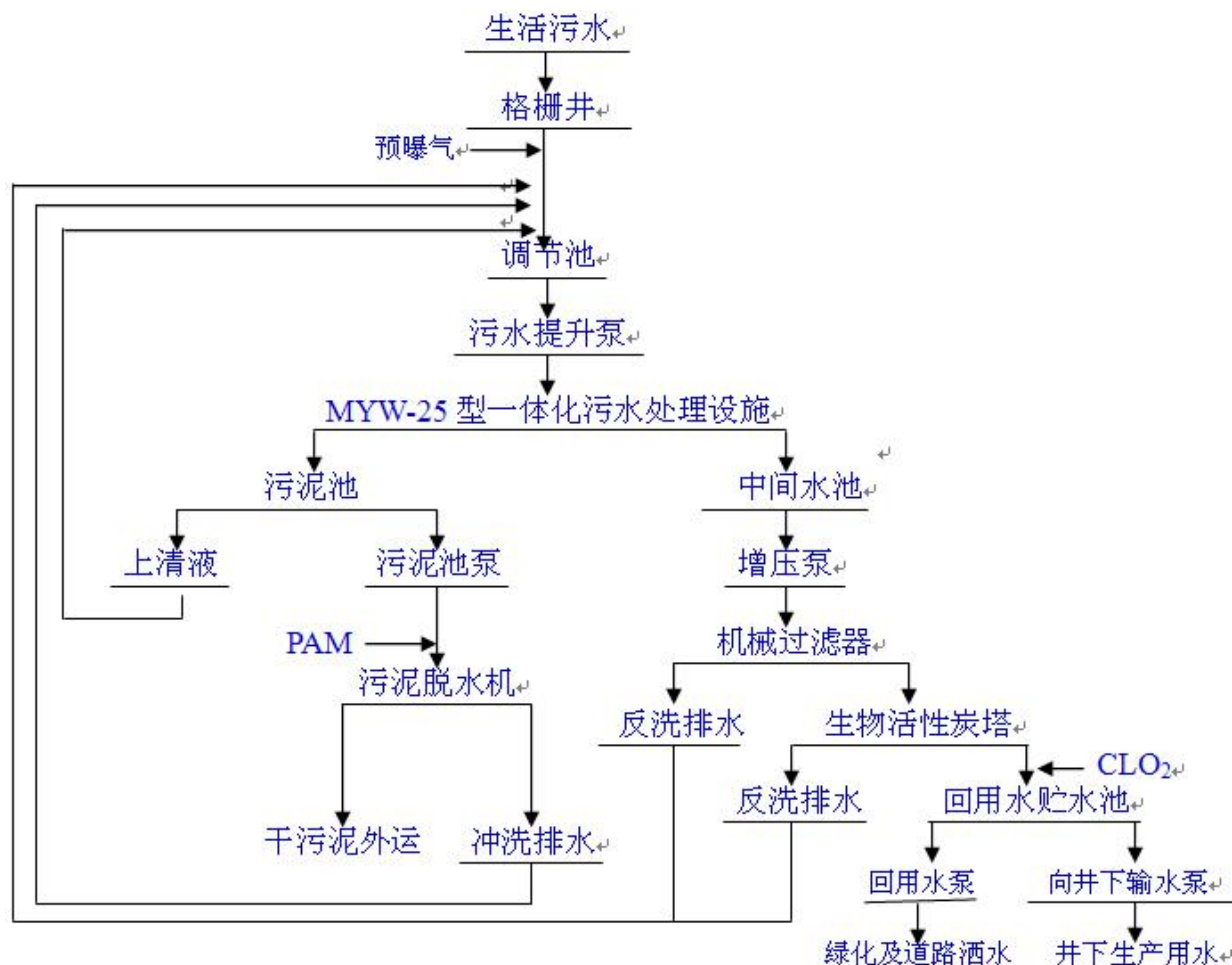 生活污水
格栅井
预曝气
调节池
污水提升泵
MYW-25 型一体化污水处理设施
污泥池
中间水池
上清液
污泥池泵
增压泵
PAM
机械过滤器
污泥脱水机
反洗排水
生物活性炭塔
CLO₂
反洗排水
回用水贮水池
干污泥外运
冲洗排水
回用水泵
向井下输水泵
绿化及道路洒水
井下生产用水